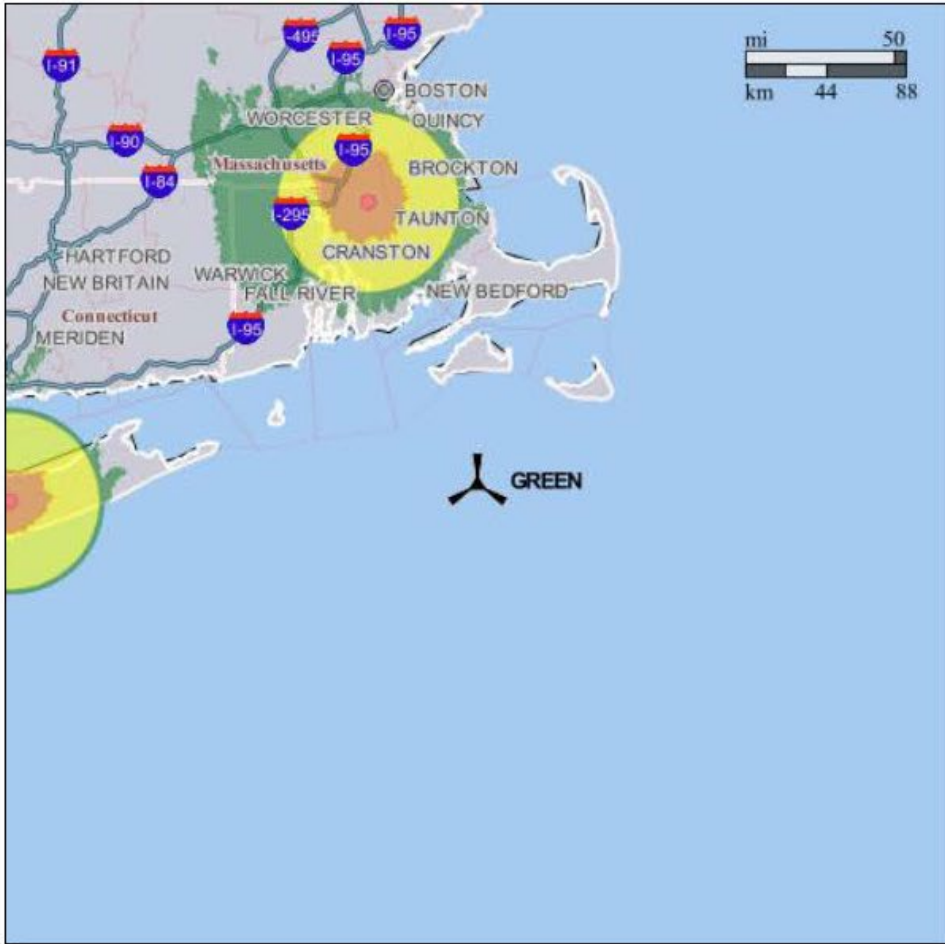 mi 50
km 44 88
I-495
I-95
I-95
I-91
BOSTON
WORCESTER
QUINCY
I-90
I-95
Massachusetts
BROCKTON
I-84
I-295
TAUNTON
CRANSTON
HARTFORD
WARWICK
NEW BRITAIN
FALL RIVER
NEW BEDFORD
Connecticut
I-95
MERIDEN
GREEN